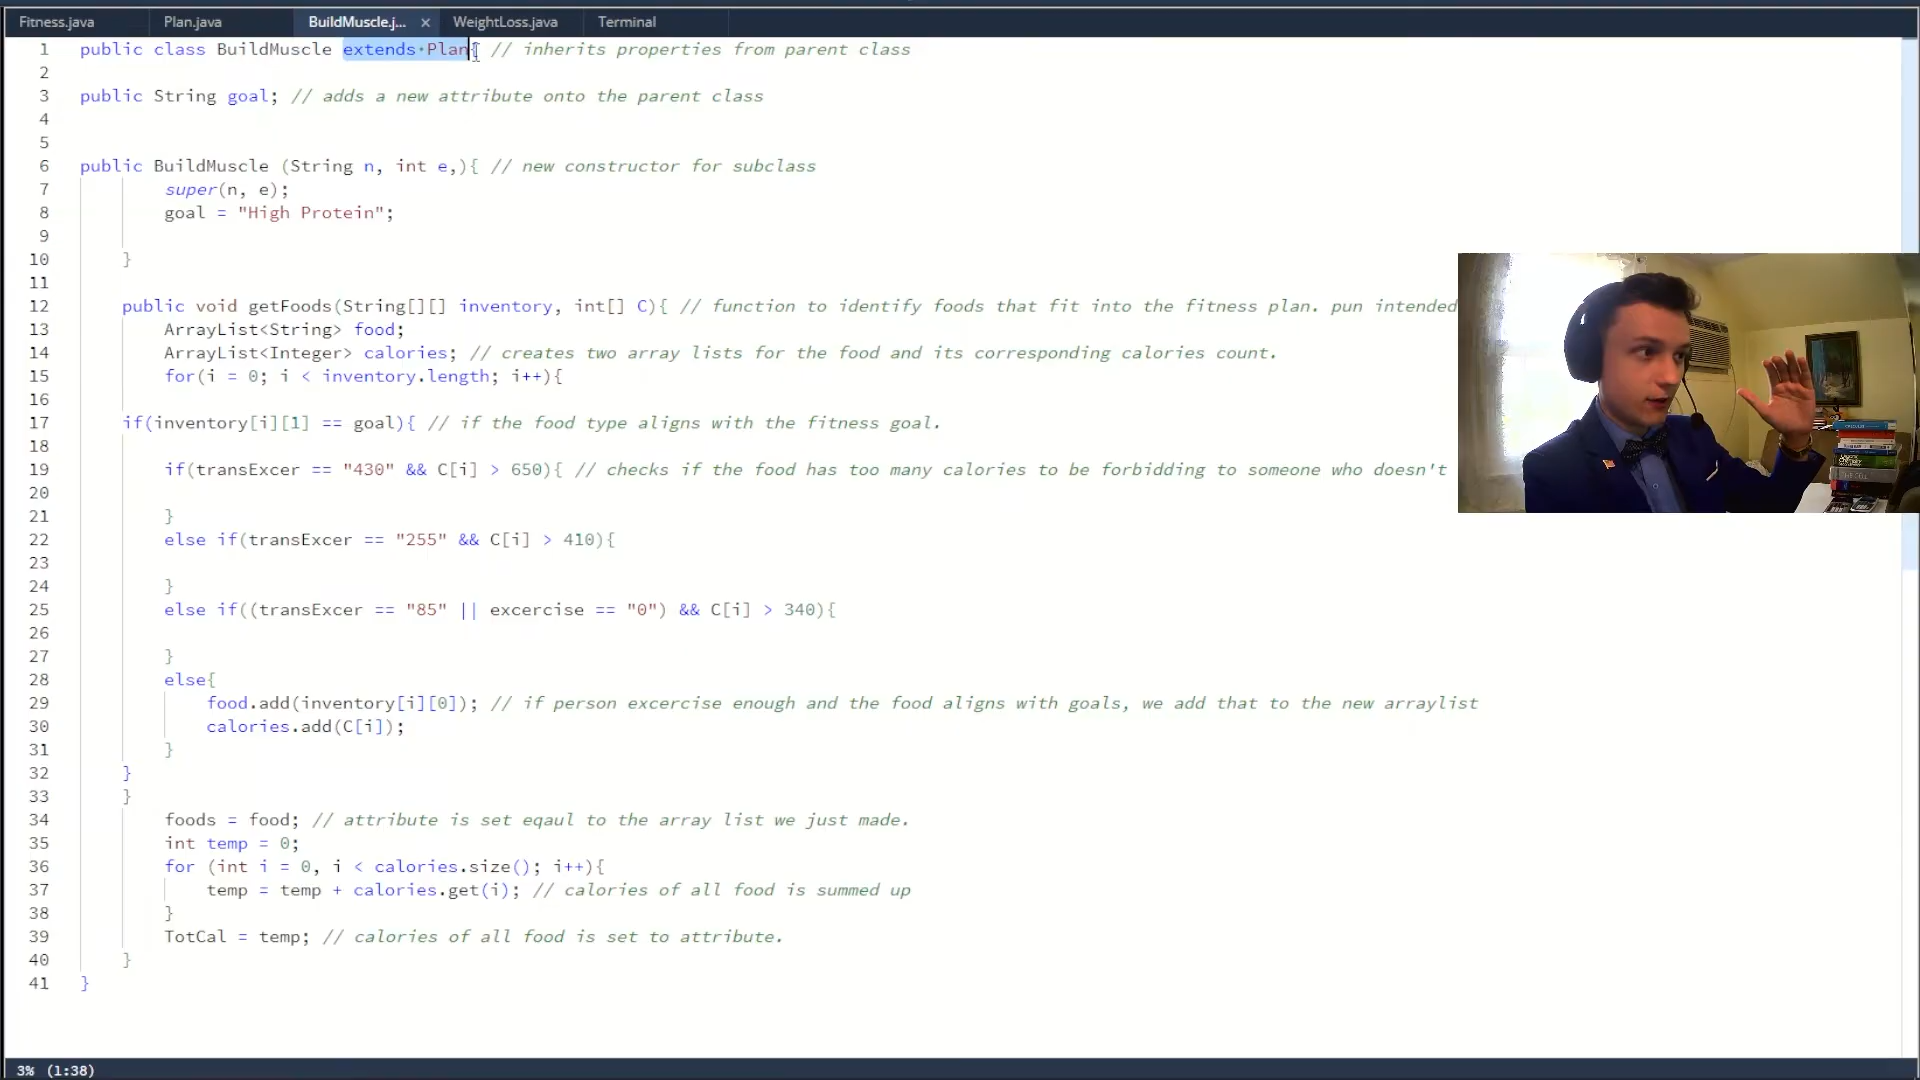 Fitness.java Plan.java BuildMuscle.j... × WeightLoss.java Terminal
1 public class BuildMuscle extends·Plan{ // inherits properties from parent class
2
3 public String goal; // adds a new attribute onto the parent class
4
5
6 public BuildMuscle (String n, int e,){ // new constructor for subclass
7 super(n, e);
8 goal = "High Protein";
9
10 }
11
12 public void getFoods(String[][] inventory, int[] C){ // function to identify foods that fit into the fitness plan. pun intended
13 ArrayList<String> food;
14 ArrayList<Integer> calories; // creates two array lists for the food and its corresponding calories count.
15 for(i = 0; i < inventory.length; i++){
16
17 if(inventory[i][1] == goal){ // if the food type aligns with the fitness goal.
18
19 if(transExcer == "430" && C[i] > 650){ // checks if the food has too many calories to be forbidding to someone who doesn't
20
21 }
22 else if(transExcer == "255" && C[i] > 410){
23
24 }
25 else if((transExcer == "85" || excercise == "0") && C[i] > 340){
26
27 }
28 else{
29 food.add(inventory[i][0]); // if person excercise enough and the food aligns with goals, we add that to the new arraylist
30 calories.add(C[i]);
31 }
32 }
33 }
34 foods = food; // attribute is set eqaul to the array list we just made.
35 int temp = 0;
36 for (int i = 0, i < calories.size(); i++){
37 temp = temp + calories.get(i); // calories of all food is summed up
38 }
39 TotCal = temp; // calories of all food is set to attribute.
40 }
41 }
3% (1:38)